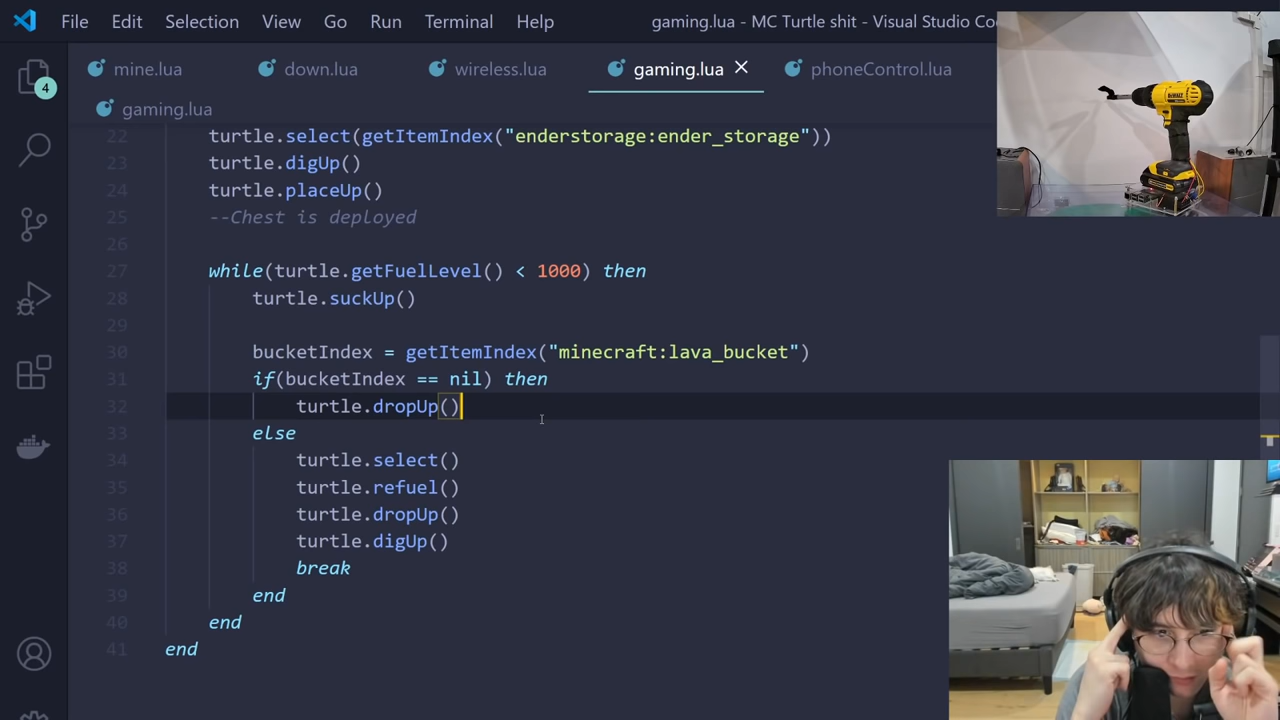 File Edit Selection View Go Run Terminal Help gaming.lua - MC Turtle shit - Visual Studio Co
mine.lua down.lua wireless.lua gaming.lua phoneControl.lua
4
gaming.lua
22 turtle.select(getItemIndex("enderstorage:ender_storage"))
23 turtle.digUp()
24 turtle.placeUp()
25 --Chest is deployed
26
27 while(turtle.getFuelLevel() < 1000) then
28 turtle.suckUp()
29
30 bucketIndex = getItemIndex("minecraft:lava_bucket")
31 if(bucketIndex == nil) then
32 turtle.dropUp()
33 else
34 turtle.select()
35 turtle.refuel()
36 turtle.dropUp()
37 turtle.digUp()
38 break
39 end
40 end
41 end
DEWALT